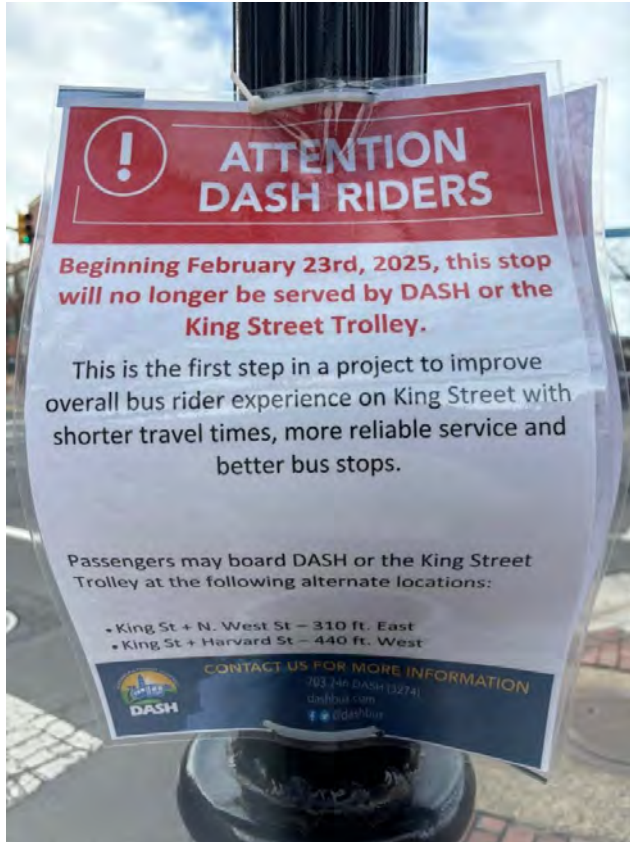 !
ATTENTION
DASH RIDERS
Beginning February 23rd, 2025, this stop
will no longer be served by DASH or the
King Street Trolley.
This is the first step in a project to improve
overall bus rider experience on King Street with
shorter travel times, more reliable service and
better bus stops.
Passengers may board DASH or the King Street
Trolley at the following alternate locations:
• King St + N. West St – 310 ft. East
• King St + Harvard St – 440 ft. West
CONTACT US FOR MORE INFORMATION
703.746.DASH (3274)
dashbus.com
@dashbus
DASH